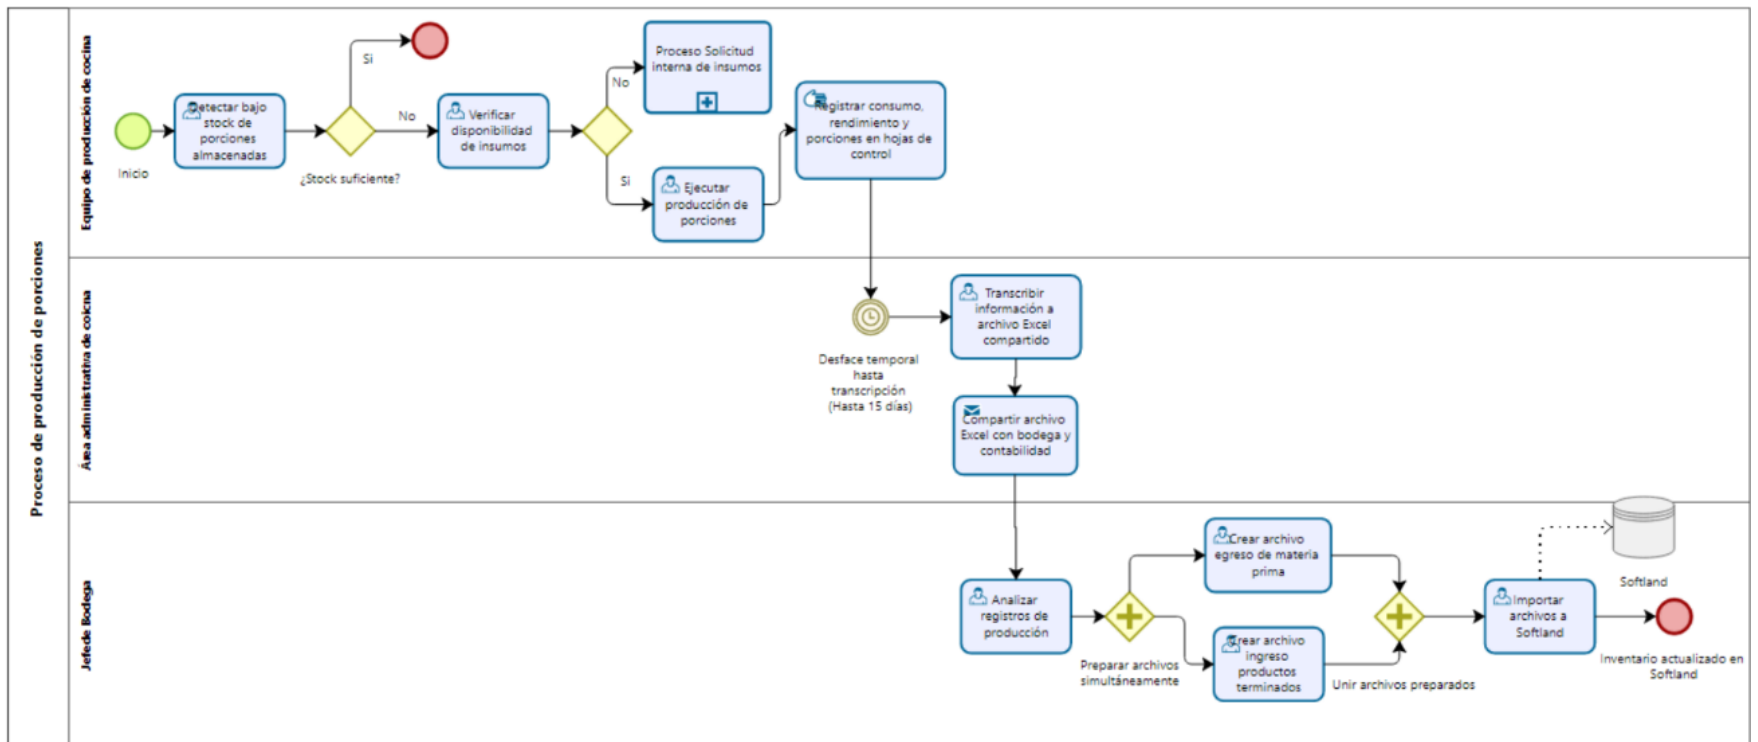 Proceso de producción de porciones
Equipo de producción de cocina
Inicio
Detectar bajo
stock de
porciones
almacenadas
¿Stock suficiente?
Si
No
Verificar
disponibilidad
de insumos
No
Si
Proceso Solicitud
interna de insumos
Ejecutar
producción de
porciones
Registrar consumo,
rendimiento y
porciones en hojas de
control
Área administrativa de coicna
Desface temporal
hasta
transcripción
(Hasta 15 días)
Transcribir
información a
archivo Excel
compartido
Compartir archivo
Excel con bodega y
contabilidad
Jefe de Bodega
Analizar
registros de
producción
Preparar archivos
simultáneamente
Crear archivo
egreso de materia
prima
Crear archivo
ingreso
productos
terminados
Unir archivos preparados
Importar
archivos a
Softland
Softland
Inventario actualizado en
Softland